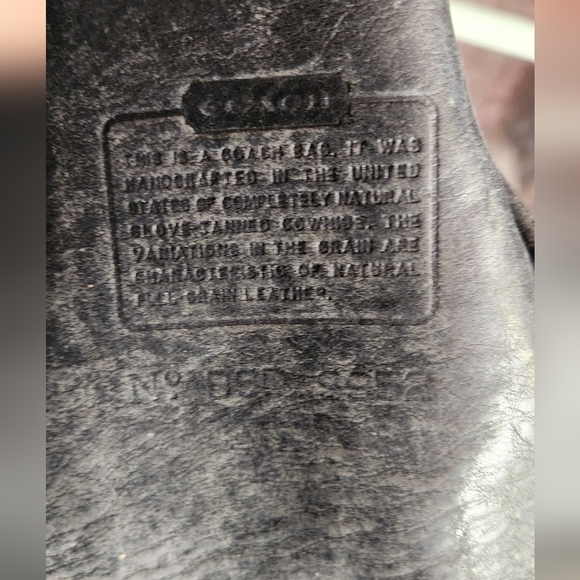 COACH
THIS IS A COACH BAG. IT WAS
HANDCRAFTED IN THE UNITED
STATES OF COMPLETELY NATURAL
GLOVE-TANNED COWHIDE. THE
VARIATIONS IN THE GRAIN ARE
CHARACTERISTIC OF NATURAL
FULL GRAIN LEATHER.
Nº